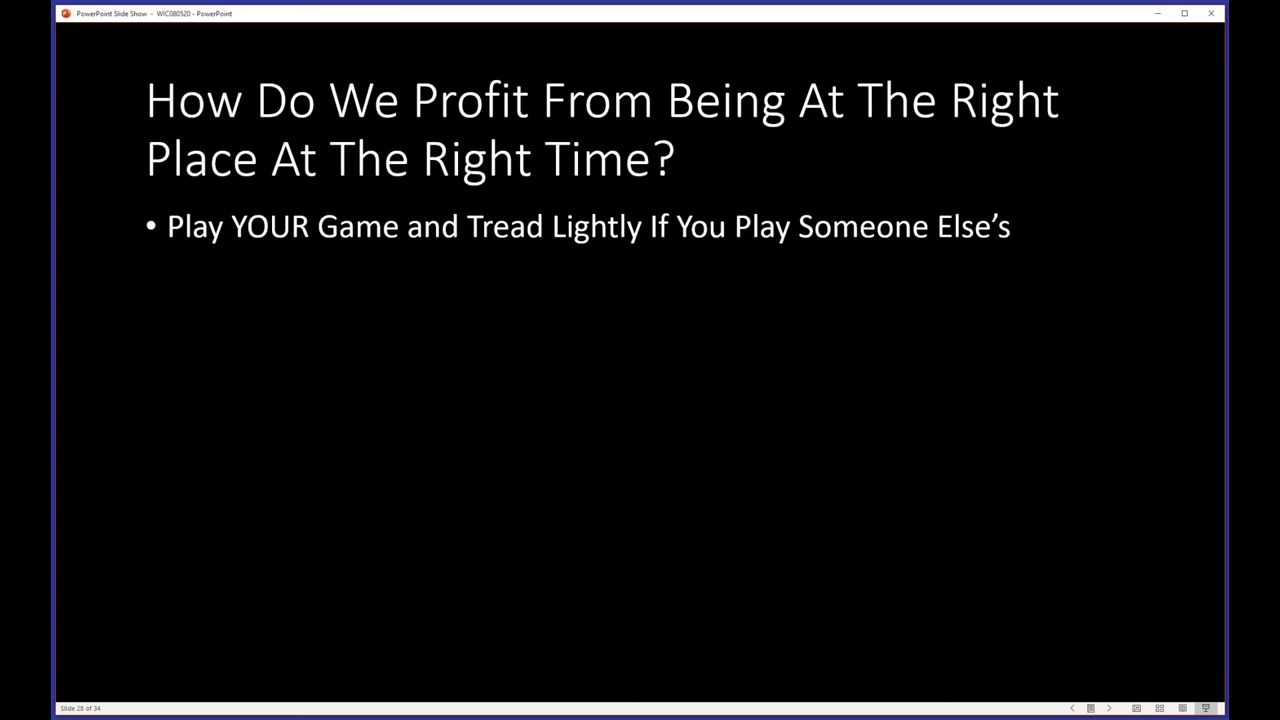 PowerPoint Slide Show - WIC080520 - PowerPoint
How Do We Profit From Being At The Right
Place At The Right Time?
• Play YOUR Game and Tread Lightly If You Play Someone Else’s
Slide 28 of 34